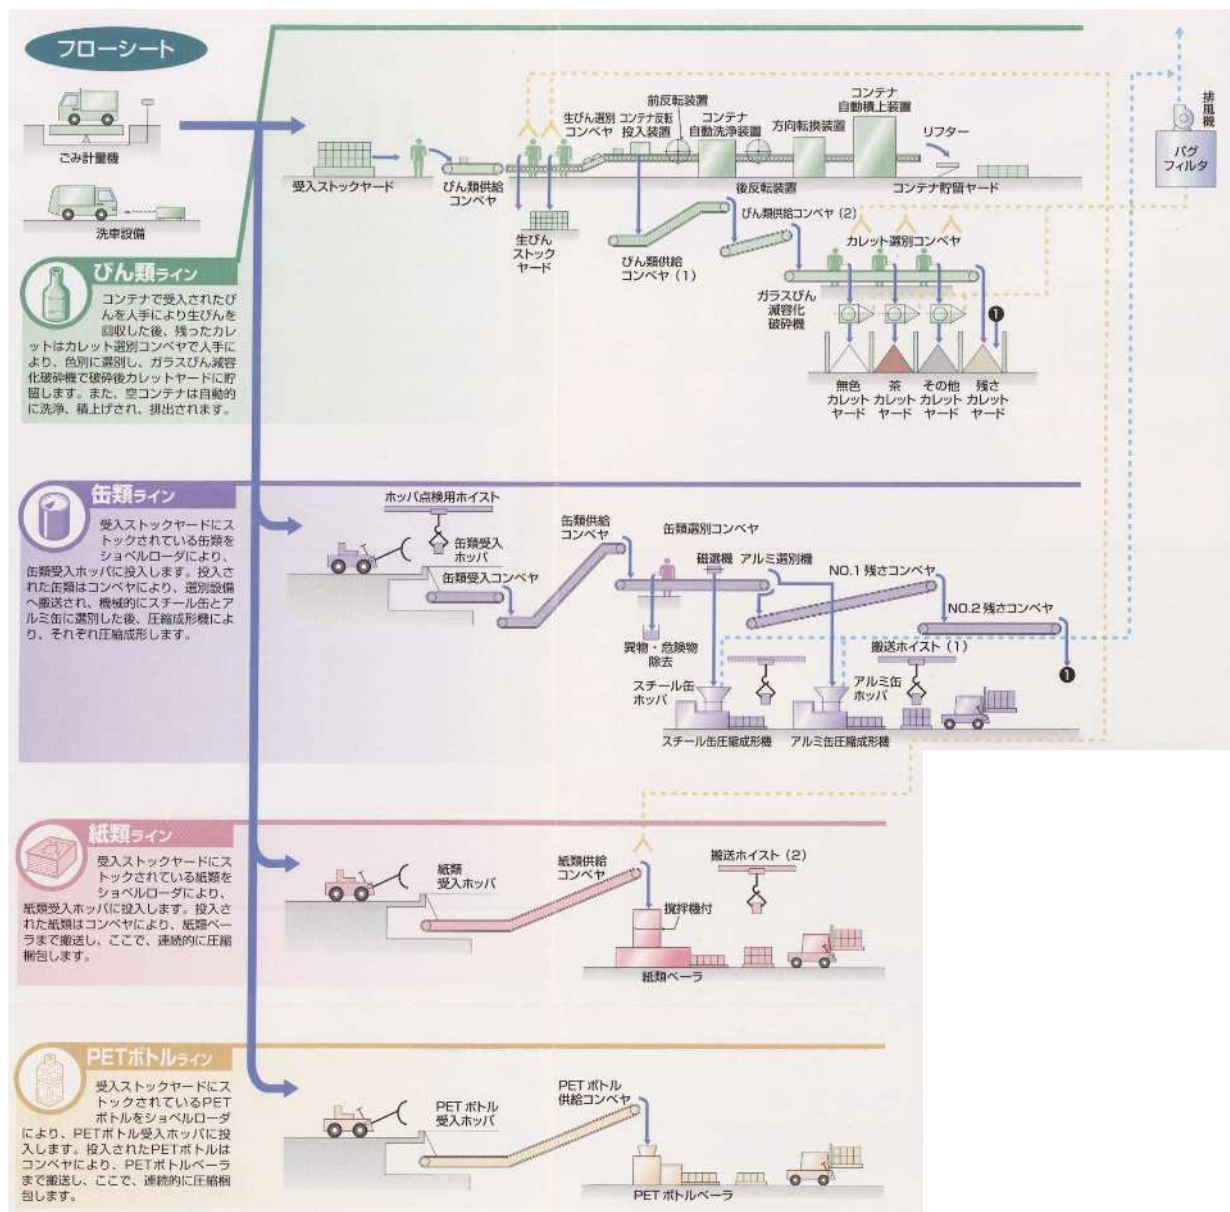 フローシート
ごみ計量機
洗車設備
受入ストックヤード
びん類供給
コンベヤ
生びん選別
コンベヤ
生びん
ストック
ヤード
コンテナ反転
投入装置
前反転装置
コンテナ
自動洗浄装置
後反転装置
方向転換装置
コンテナ
自動積上装置
リフター
コンテナ貯留ヤード
排風機
バグ
フィルタ
びん類供給
コンベヤ(1)
びん類供給コンベヤ(2)
カレット選別コンベヤ
ガラスびん
減容化
破砕機
❶
無色
カレット
ヤード
茶
カレット
ヤード
その他
カレット
ヤード
残さ
カレット
ヤード
びん類ライン
コンテナで受入されたび
んを人手により生びんを
回収した後、残ったカレ
ットはカレット選別コンベヤで人手に
より、色別に選別し、ガラスびん減容
化破砕機で破砕後カレットヤードに貯
留します。また、空コンテナは自動的
に洗浄、積上げされ、排出されます。
缶類ライン
受入ストックヤードにス
トックされている缶類を
ショベルローダにより、
缶類受入ホッパに投入します。投入さ
れた缶類はコンベヤにより、選別設備
へ搬送され、機械的にスチール缶とア
ルミ缶に選別した後、圧縮成形機によ
り、それぞれ圧縮成形します。
ホッパ点検用ホイスト
缶類受入
ホッパ
缶類受入コンベヤ
缶類供給
コンベヤ
缶類選別コンベヤ
磁選機
アルミ選別機
NO.1残さコンベヤ
NO.2残さコンベヤ
異物・危険物
除去
搬送ホイスト(1)
❶
スチール缶
ホッパ
アルミ缶
ホッパ
スチール缶圧縮成形機
アルミ缶圧縮成形機
紙類ライン
受入ストックヤードにス
トックされている紙類を
ショベルローダにより、
紙類受入ホッパに投入します。投入さ
れた紙類はコンベヤにより、紙類ベー
ラまで搬送し、ここで、連続的に圧縮
梱包します。
紙類
受入ホッパ
紙類供給
コンベヤ
搬送ホイスト(2)
撹拌機付
紙類ベーラ
PETボトルライン
受入ストックヤードにス
トックされているPET
ボトルをショベルローダ
により、PETボトル受入ホッパに投
入します。投入されたPETボトルは
コンベヤにより、PETボトルベーラ
まで搬送し、ここで、連続的に圧縮梱
包します。
PETボトル
受入ホッパ
PETボトル
供給コンベヤ
PETボトルベーラ